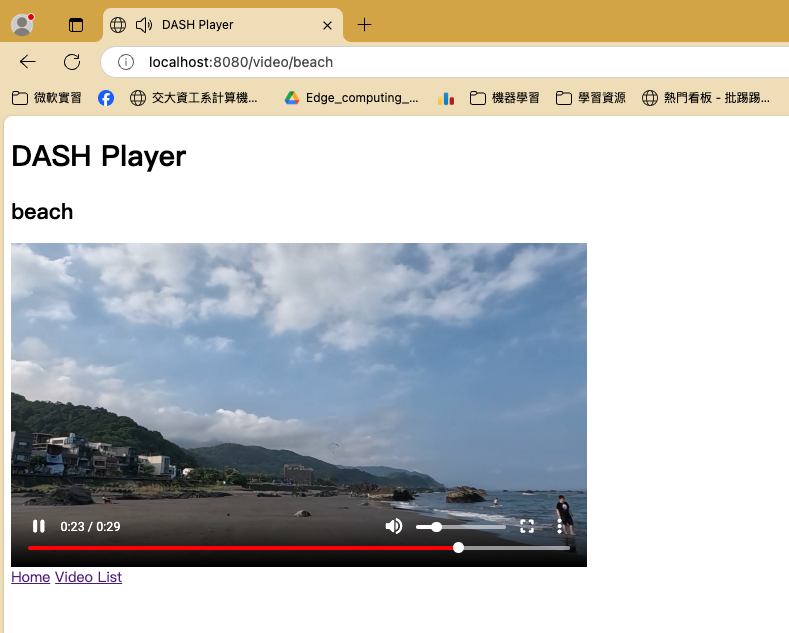 DASH Player
localhost:8080/video/beach
微軟實習 交大資工系計算機... Edge_computing_... 機器學習 學習資源 熱門看板 - 批踢踢...
DASH Player
beach
0:23 / 0:29
Home Video List